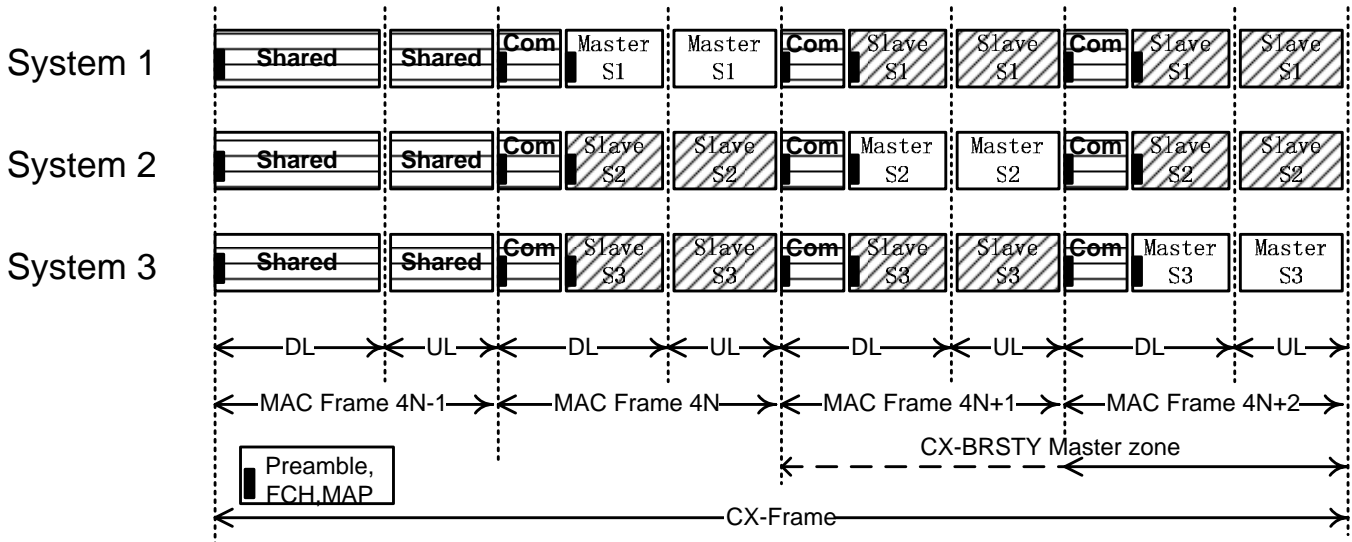 System 1
Shared Shared Com Master S1 Master S1 Com Slave S1 Slave S1 Com Slave S1 Slave S1
System 2
Shared Shared Com Slave S2 Slave S2 Com Master S2 Master S2 Com Slave S2 Slave S2
System 3
Shared Shared Com Slave S3 Slave S3 Com Slave S3 Slave S3 Com Master S3 Master S3
DL UL DL UL DL UL DL UL
MAC Frame 4N-1 MAC Frame 4N MAC Frame 4N+1 MAC Frame 4N+2
CX-BRSTY Master zone
Preamble,
FCH,MAP
CX-Frame